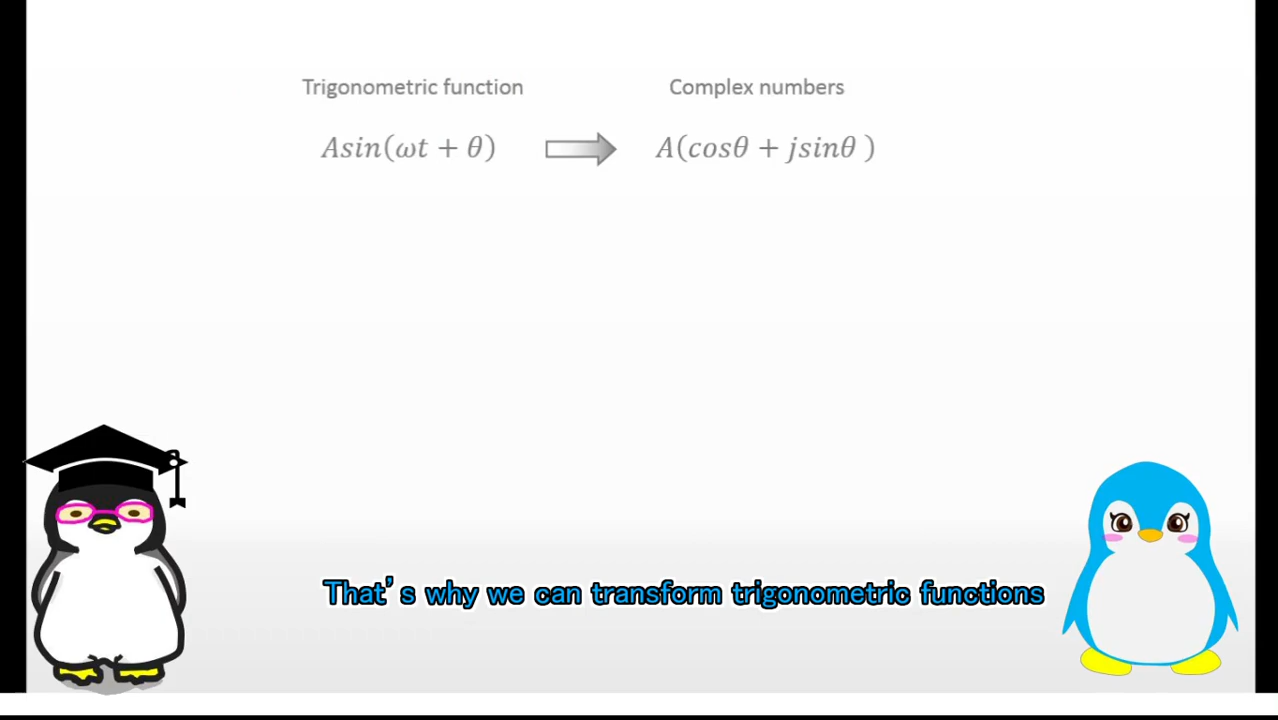 Trigonometric function
Complex numbers
Asin(ωt + θ)
A(cosθ + jsinθ )
That's why we can transform trigonometric functions